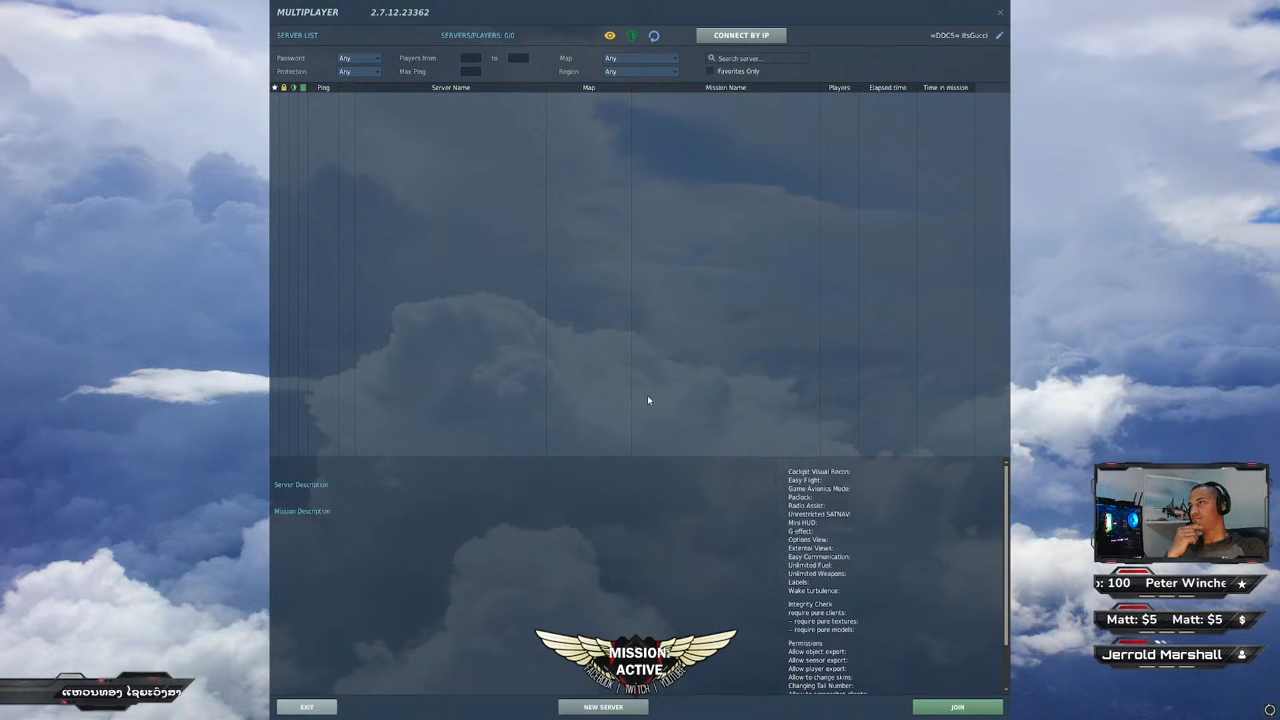 MULTIPLAYER 2.7.12.23362
SERVER LIST SERVERS/PLAYERS: 0/0 CONNECT BY IP =DDCS= ItsGucci
Password Any Players from to Map Any Search server...
Protection Any Max Ping Region Any Favorites Only
Ping Server Name Map Mission Name Players Elapsed time Time in mission
Server Description
Mission Description
Cockpit Visual Recon:
Easy Flight:
Game Avionics Mode:
Padlock:
Radio Assist:
Unrestricted SATNAV:
Mini HUD:
G-effect:
Options View:
External Views:
Easy Communication:
Unlimited Fuel:
Unlimited Weapons:
Labels:
Wake turbulence:
Integrity Check
require pure clients:
— require pure textures:
— require pure models:
Permissions
Allow object export:
Allow sensor export:
Allow player export:
Allow to change skins:
Changing Tail Number:
MISSION
ACTIVE
FACEBOOK / TWITCH / YOUTUBE
: 100 Peter Winche
Matt: $5 Matt: $5
Jerrold Marshall
EXIT NEW SERVER JOIN